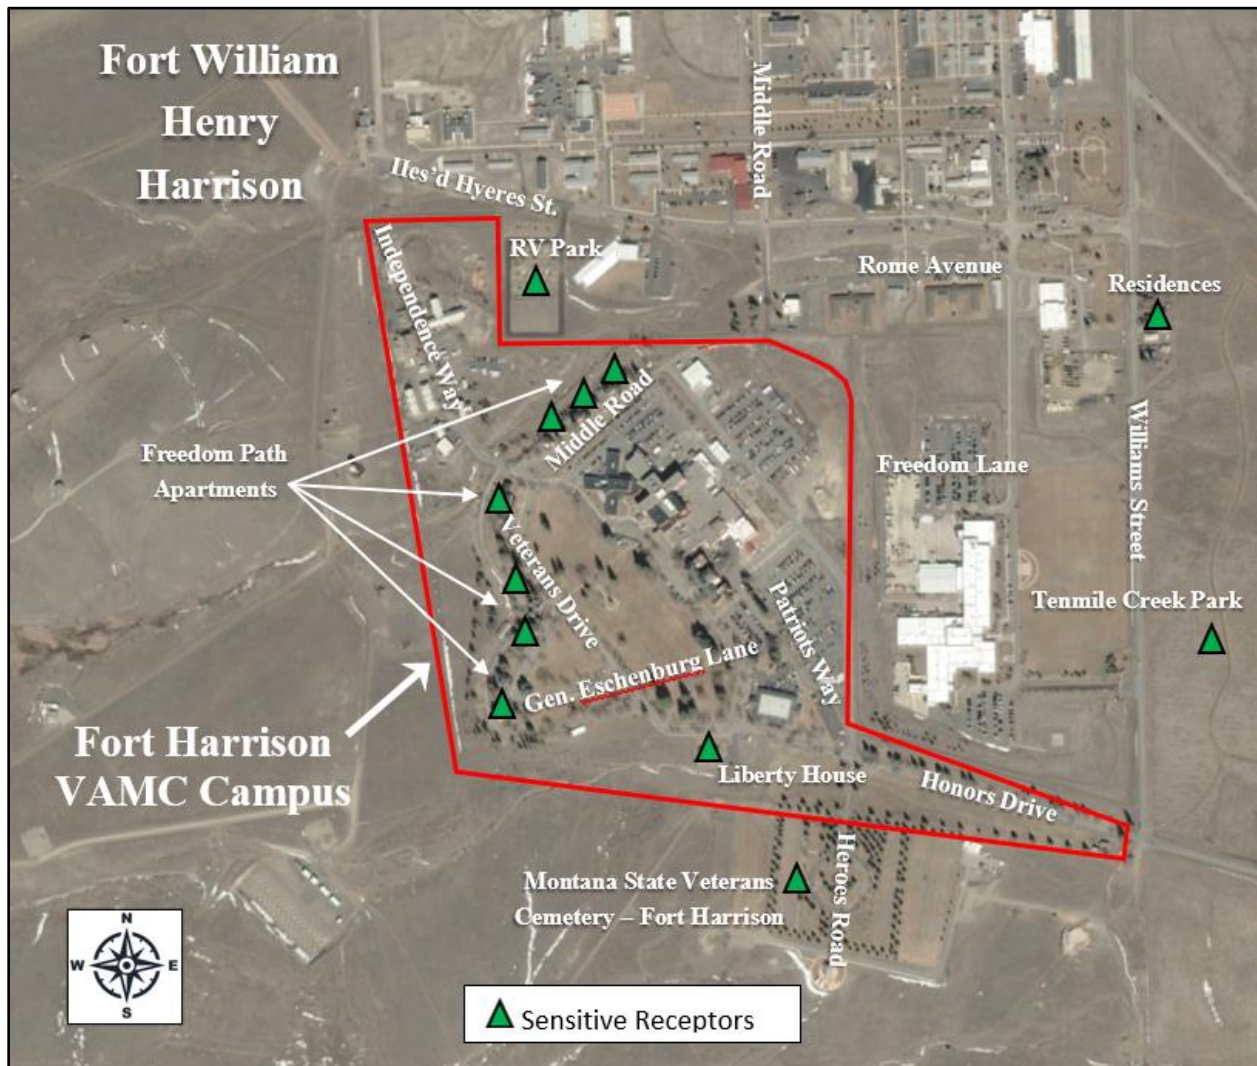 Fort William
Henry
Harrison
Middle Road
Iles'd Hyeres St.
Independence Way
RV Park
Rome Avenue
Residences
Middle Road
Freedom Path
Apartments
Freedom Lane
Williams Street
Veterans Drive
Tenmile Creek Park
Patriots Way
Gen. Eschenburg Lane
Fort Harrison
VAMC Campus
Liberty House
Honors Drive
Heroes Road
Montana State Veterans
Cemetery – Fort Harrison
N
W
E
S
Sensitive Receptors